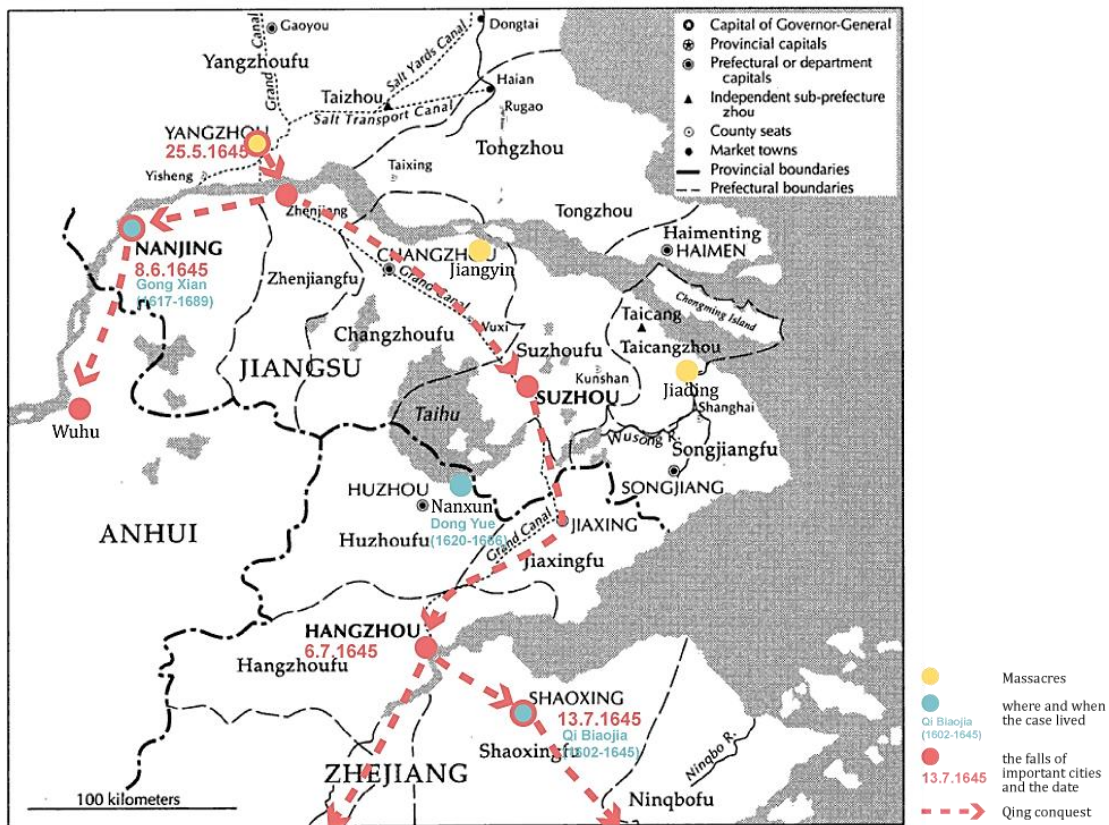 Gaoyou
Dongtai
Grand Canal
Yangzhoufu
Salt Yards Canal
Haian
Taizhou
Salt Transport Canal
Rugao
YANGZHOU
25.5.1645
Tongzhou
Yisheng
Taixing
Zhenjiang
Tongzhou
NANJING
8.6.1645
Gong Xian
(1617-1689)
Zhenjiangfu
CHANGZHOU
Jiangyin
Grand Canal
Haimenting
HAIMEN
Chongming Island
Changzhoufu
Wuxi
Taicang
Taicangzhou
Suzhoufu
JIANGSU
Kunshan
Jiading
SUZHOU
Shanghai
Taihu
Wuhu
Wusong R.
Songjiangfu
SONGJIANG
HUZHOU
Nanxun
Dong Yue
(1620-1686)
ANHUI
Huzhoufu
Grand Canal
JIAXING
Jiaxingfu
HANGZHOU
6.7.1645
Hangzhoufu
SHAOXING
13.7.1645
Qi Biaojia
(1602-1645)
Shaoxingfu
ZHEJIANG
Ninqbo R.
Ninqbofu
100 kilometers
Capital of Governor-General
Provincial capitals
Prefectural or department
capitals
Independent sub-prefecture
zhou
County seats
Market towns
Provincial boundaries
Prefectural boundaries
Massacres
Qi Biaojia
(1602-1645)
where and when
the case lived
13.7.1645
the falls of
important cities
and the date
Qing conquest